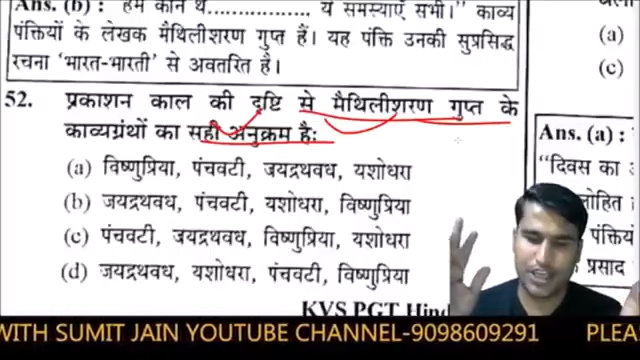 Ans. (b) : हम कौन थे.....................ये समस्याएँ सभी।" काव्य
पंक्तियों के लेखक मैथिलीशरण गुप्त हैं। यह पंक्ति उनकी सुप्रसिद्ध
रचना 'भारत-भारती' से अवतरित है।
52. प्रकाशन काल की दृष्टि से मैथिलीशरण गुप्त के
काव्यग्रंथों का सही अनुक्रम है:
(a) विष्णुप्रिया, पंचवटी, जयद्रथवध, यशोधरा
(b) जयद्रथवध, पंचवटी, यशोधरा, विष्णुप्रिया
(c) पंचवटी, जयद्रथवध, विष्णुप्रिया, यशोधरा
(d) जयद्रथवध, यशोधरा, पंचवटी, विष्णुप्रिया
KVS PGT Hind
(a)
(c)
Ans. (a) :
"दिवस का
लोहित
पंक्तियों
प्रसाद
WITH SUMIT JAIN YOUTUBE CHANNEL-9098609291 PLEA